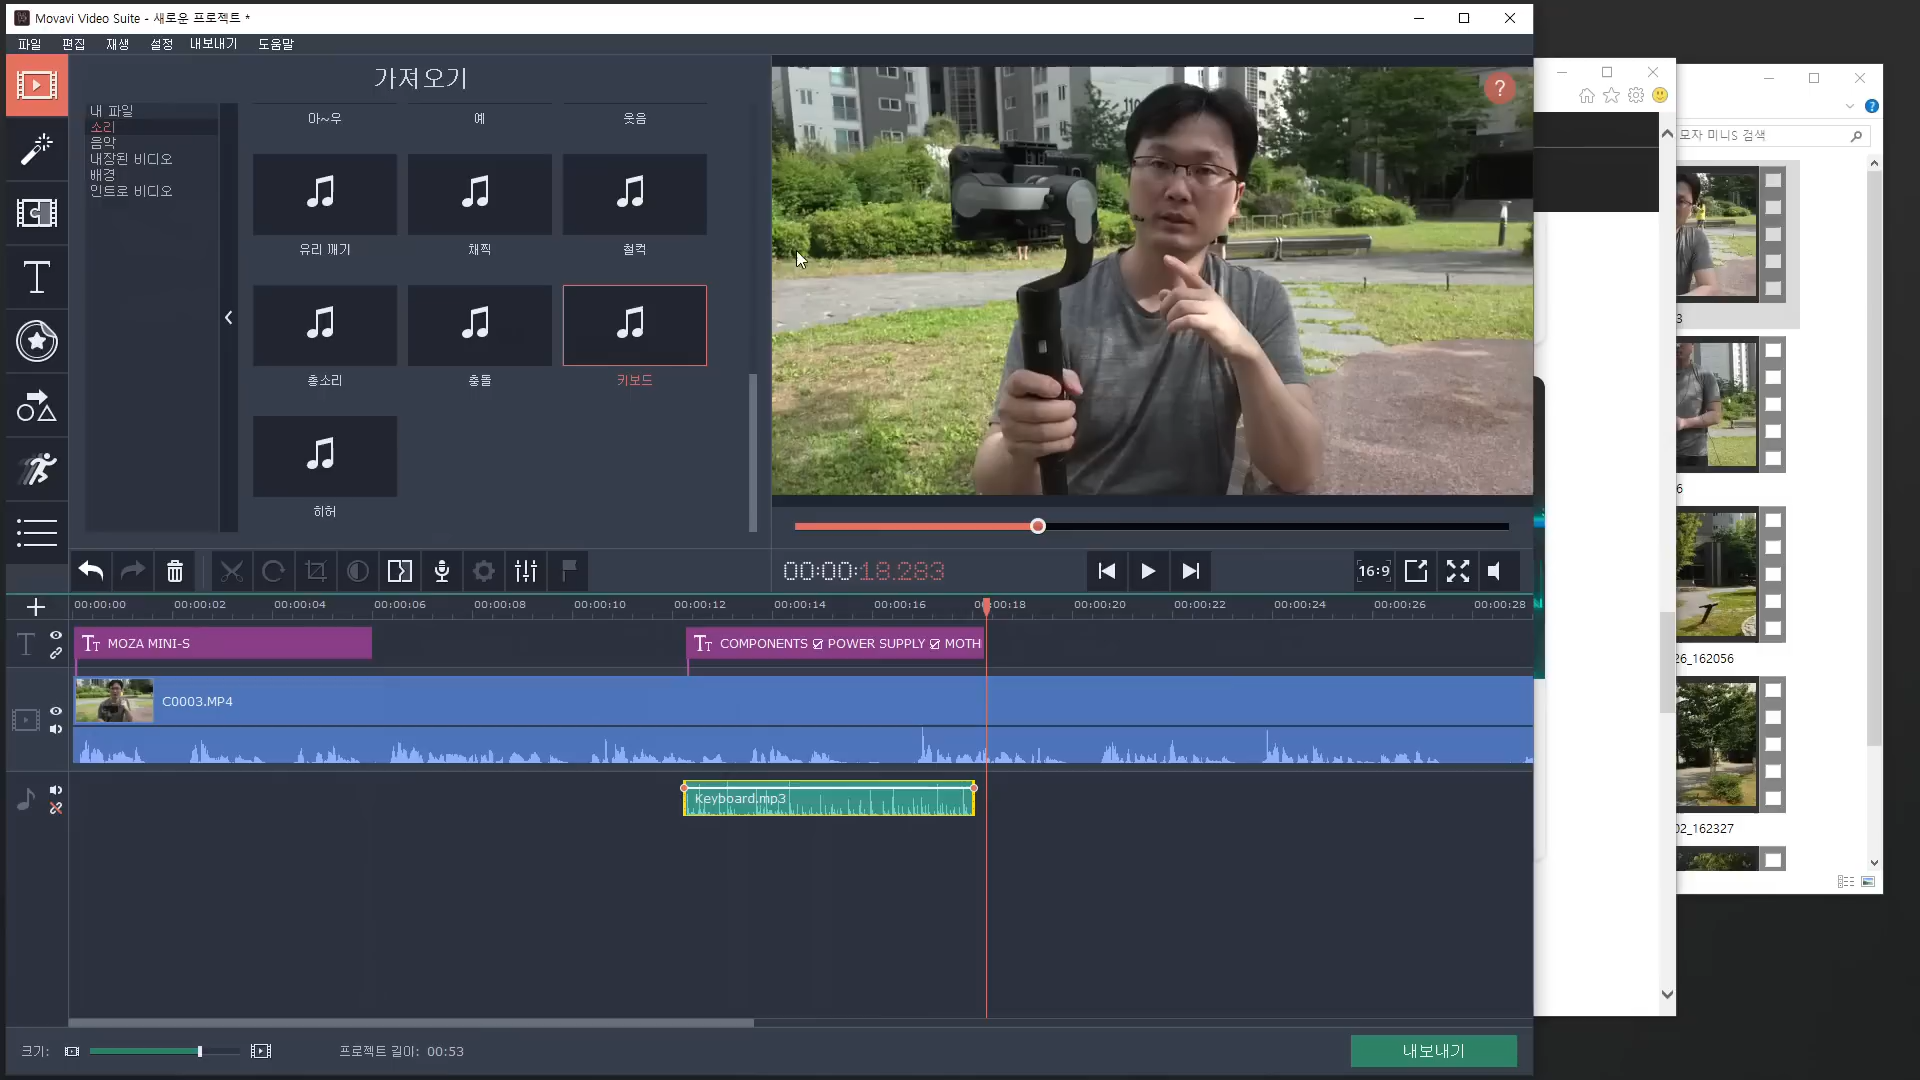 Movavi Video Suite - 새로운 프로젝트 *
파일 편집 재생 설정 내보내기 도움말
가져오기
내 파일
소리
음악
내장된 비디오
배경
인트로 비디오
아~우 예 웃음
유리 깨기 채찍 철컥
총소리 충돌 키보드
히허
?
모자 미니S 검색
3
6
26_162056
02_162327
00:00:18.283
16:9
00:00:00 00:00:02 00:00:04 00:00:06 00:00:08 00:00:10 00:00:12 00:00:14 00:00:16 00:00:18 00:00:20 00:00:22 00:00:24 00:00:26 00:00:28
MOZA MINI-S
COMPONENTS ☑ POWER SUPPLY ☑ MOTH
C0003.MP4
Keyboard.mp3
크기:
프로젝트 길이: 00:53
내보내기